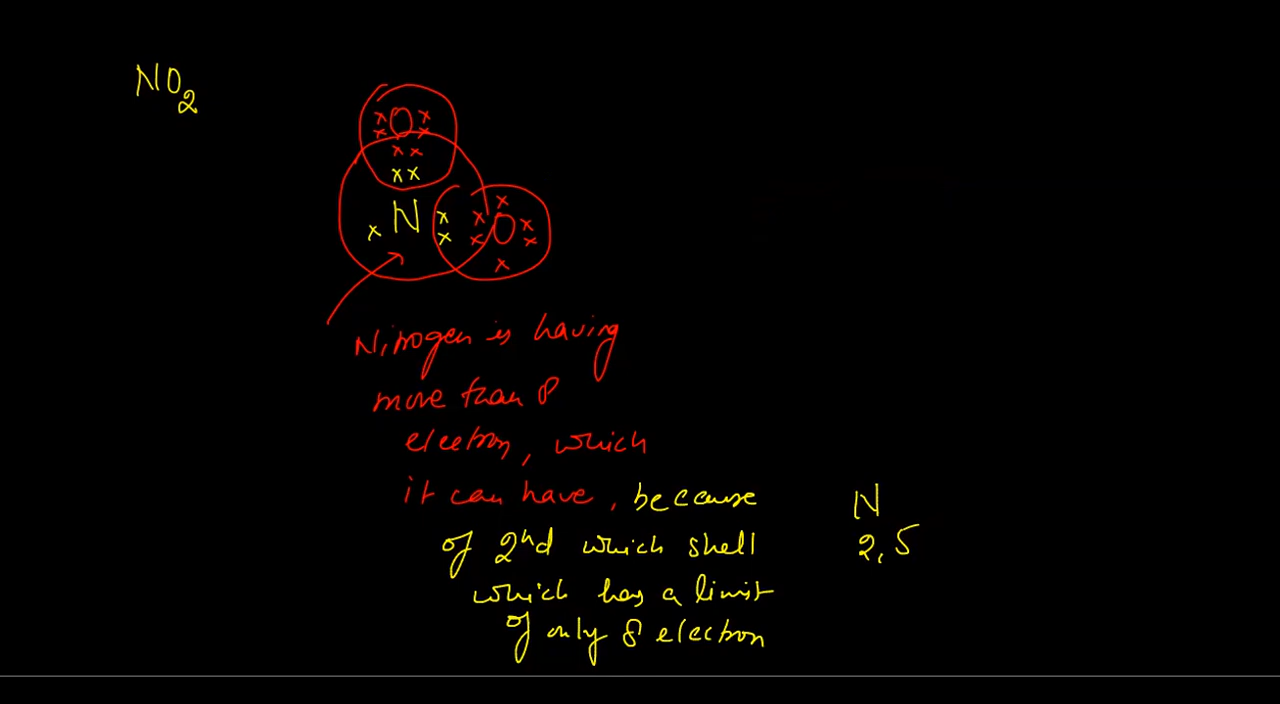 NO2
O
N
O
Nitrogen is having
more than 8
electron, which
it can have, because
of 2nd which shell
which has a limit
of only 8 electron
N
2,5